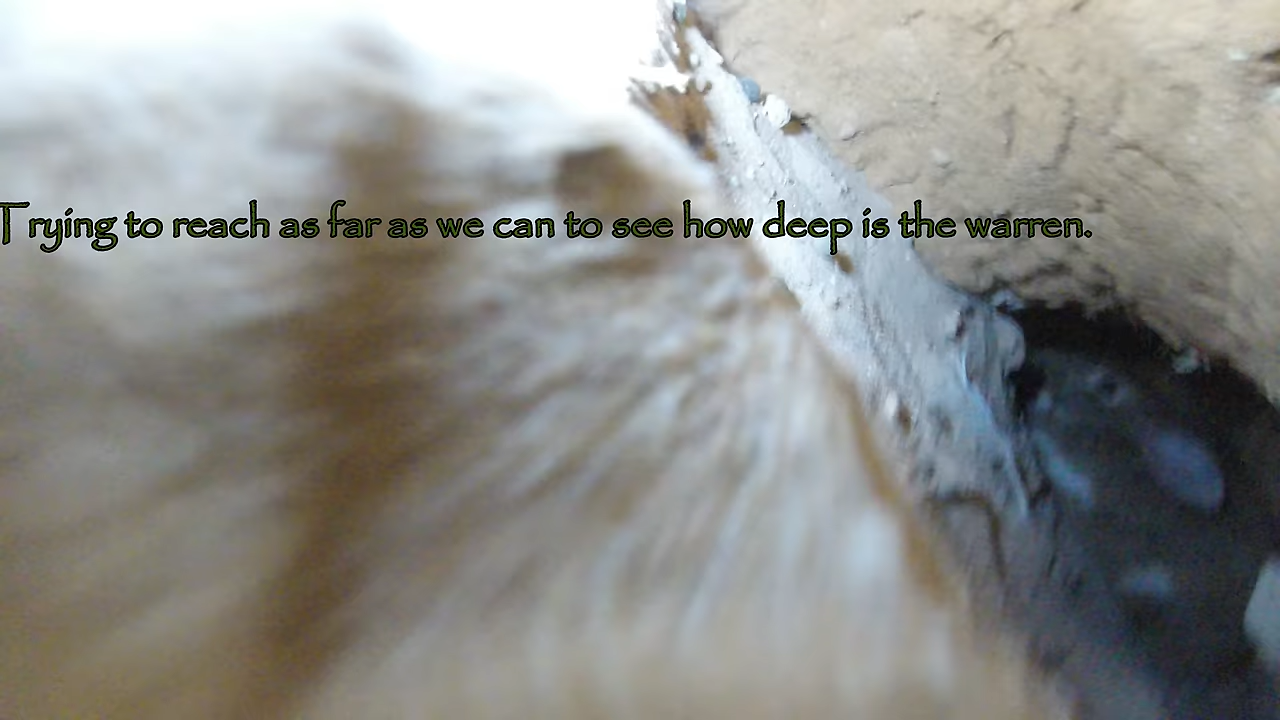 Trying to reach as far as we can to see how deep is the warren.